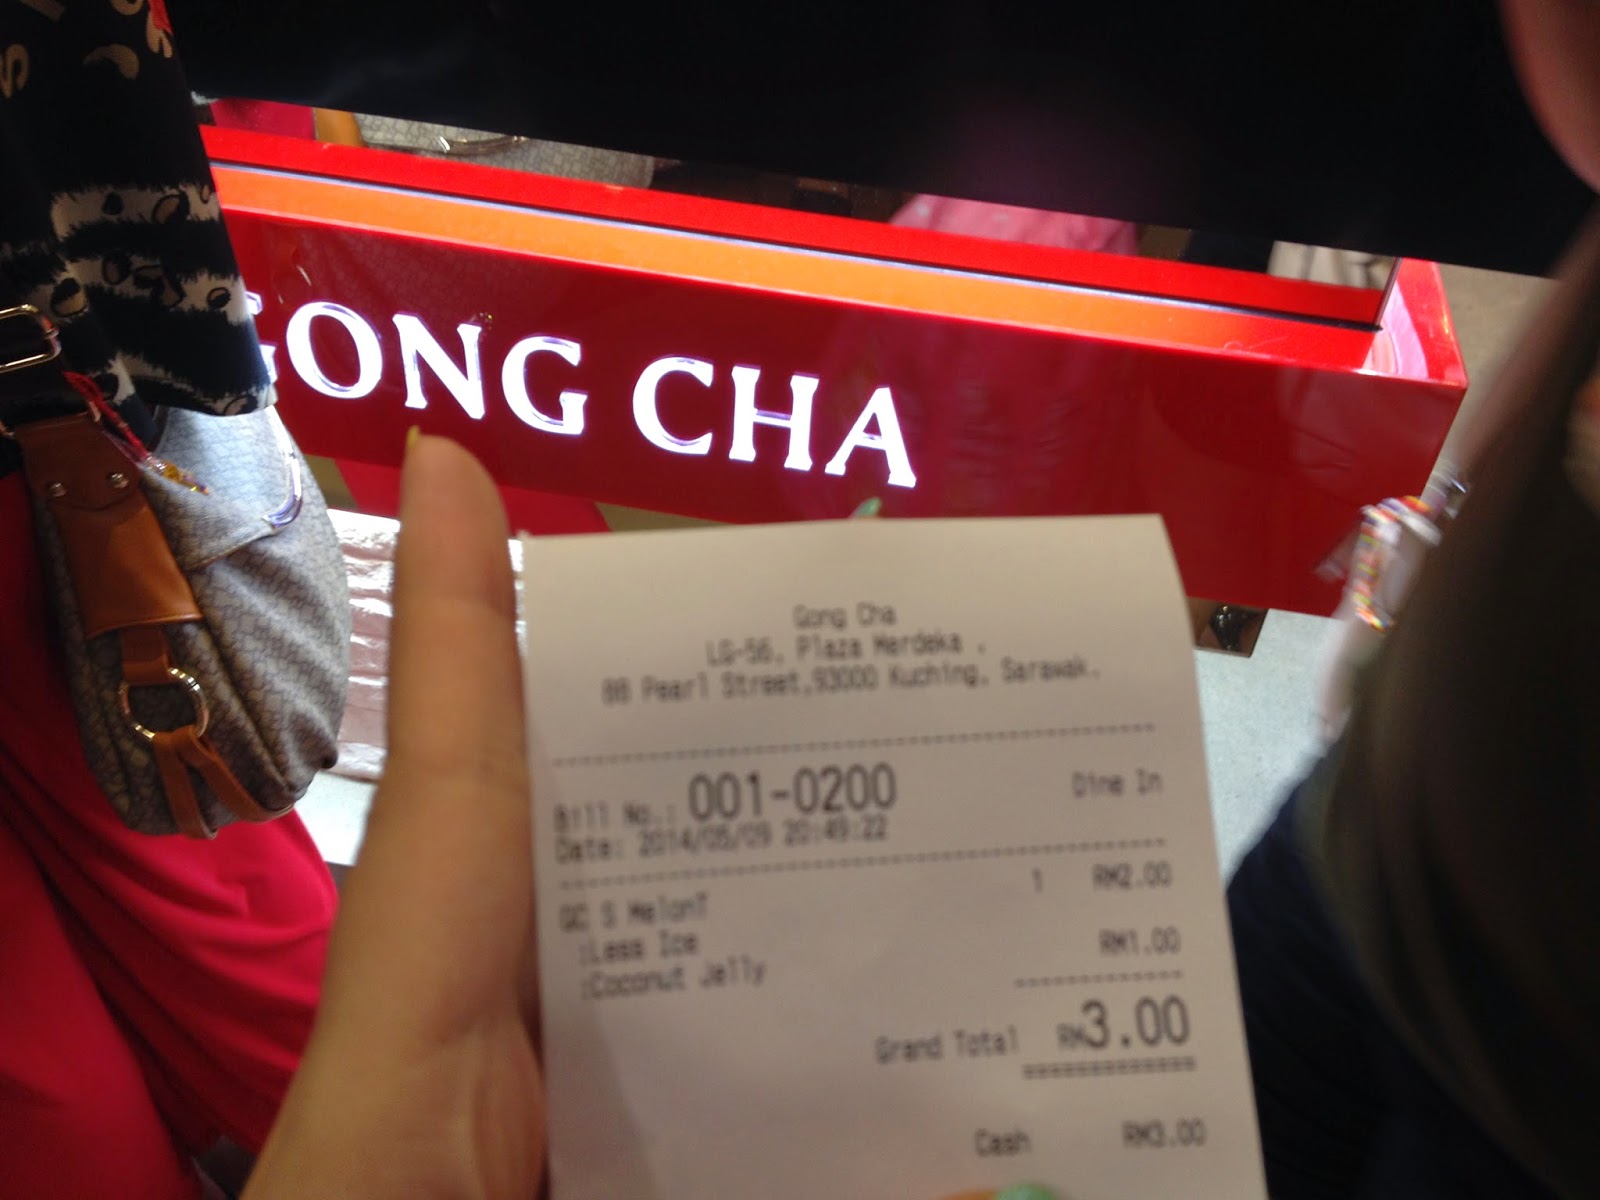 GONG CHA
Gong Cha
LG-56, Plaza Merdeka ,
88 Pearl Street,93000 Kuching, Sarawak.
Bill No.: 001-0200 Dine In
Date: 2014/05/09 20:49:22
GC S MelonT 1 RM2.00
:Less Ice
:Coconut Jelly RM1.00
Grand Total RM3.00
Cash RM3.00